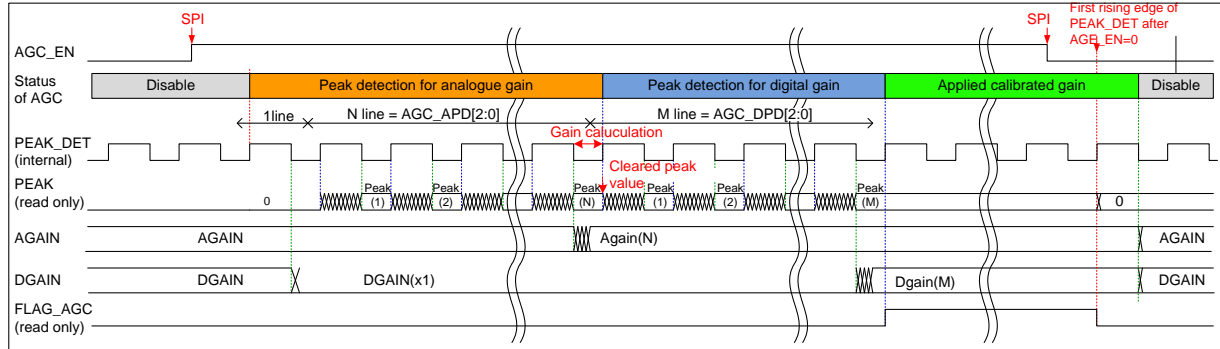 SPI
SPI
First rising edge of
PEAK_DET after
AGE_EN=0
AGC_EN
Status
of AGC
Disable
Peak detection for analogue gain
Peak detection for digital gain
Applied calibrated gain
Disable
1line
N line = AGC_APD[2:0]
M line = AGC_DPD[2:0]
Gain caluculation
PEAK_DET
(internal)
Cleared peak
value
PEAK
(read only)
0
Peak
(1)
Peak
(2)
Peak
(N)
Peak
(1)
Peak
(2)
Peak
(M)
0
AGAIN
AGAIN
Again(N)
AGAIN
DGAIN
DGAIN
DGAIN(x1)
Dgain(M)
DGAIN
FLAG_AGC
(read only)